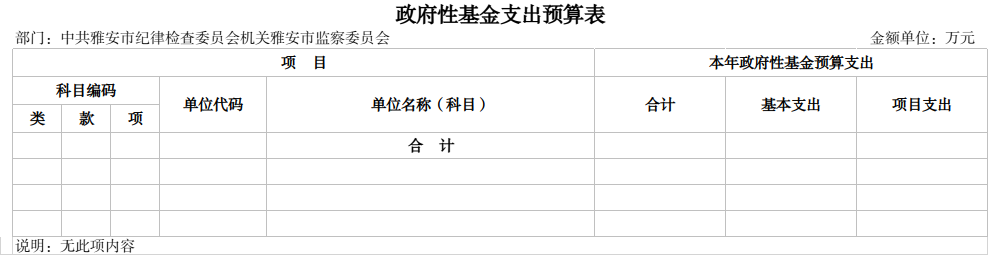 政府性基金支出预算表
部门：中共雅安市纪律检查委员会机关雅安市监察委员会 金额单位：万元
项 目 本年政府性基金预算支出
科目编码 单位代码 单位名称（科目） 合计 基本支出 项目支出
类 款 项
合 计
说明：无此项内容